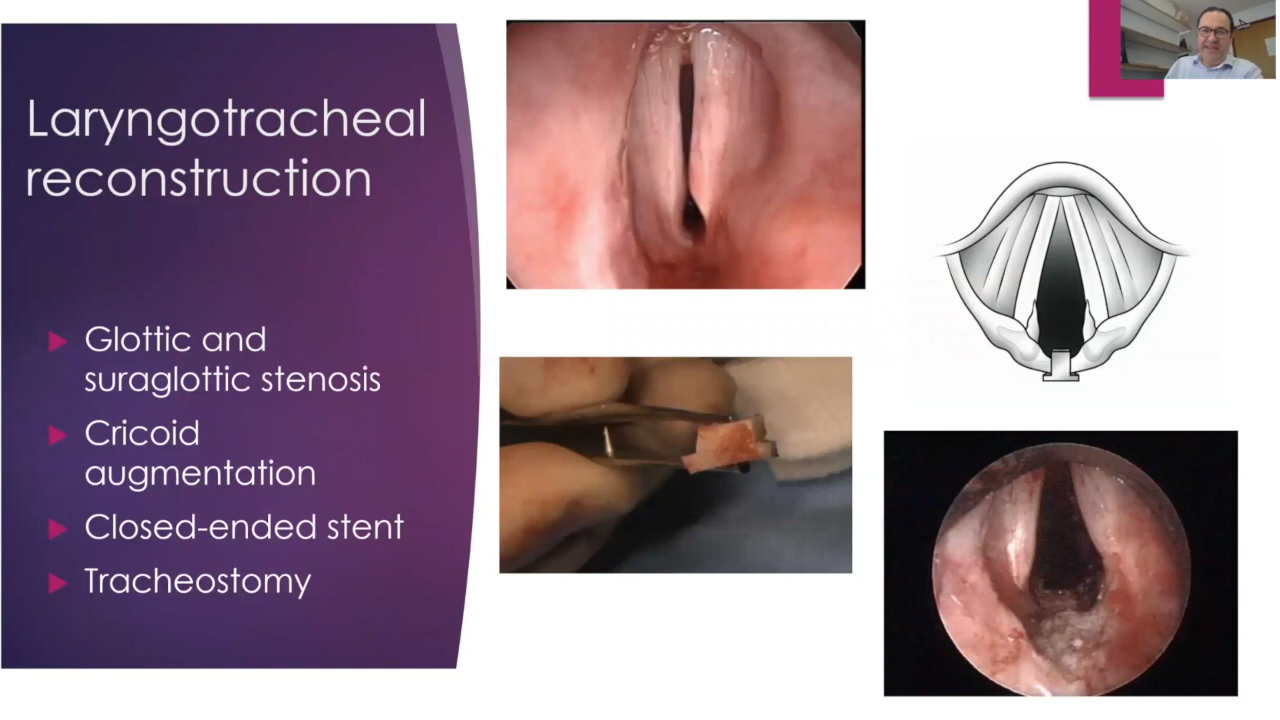 Laryngotracheal
reconstruction
Glottic and
suraglottic stenosis
Cricoid
augmentation
Closed-ended stent
Tracheostomy